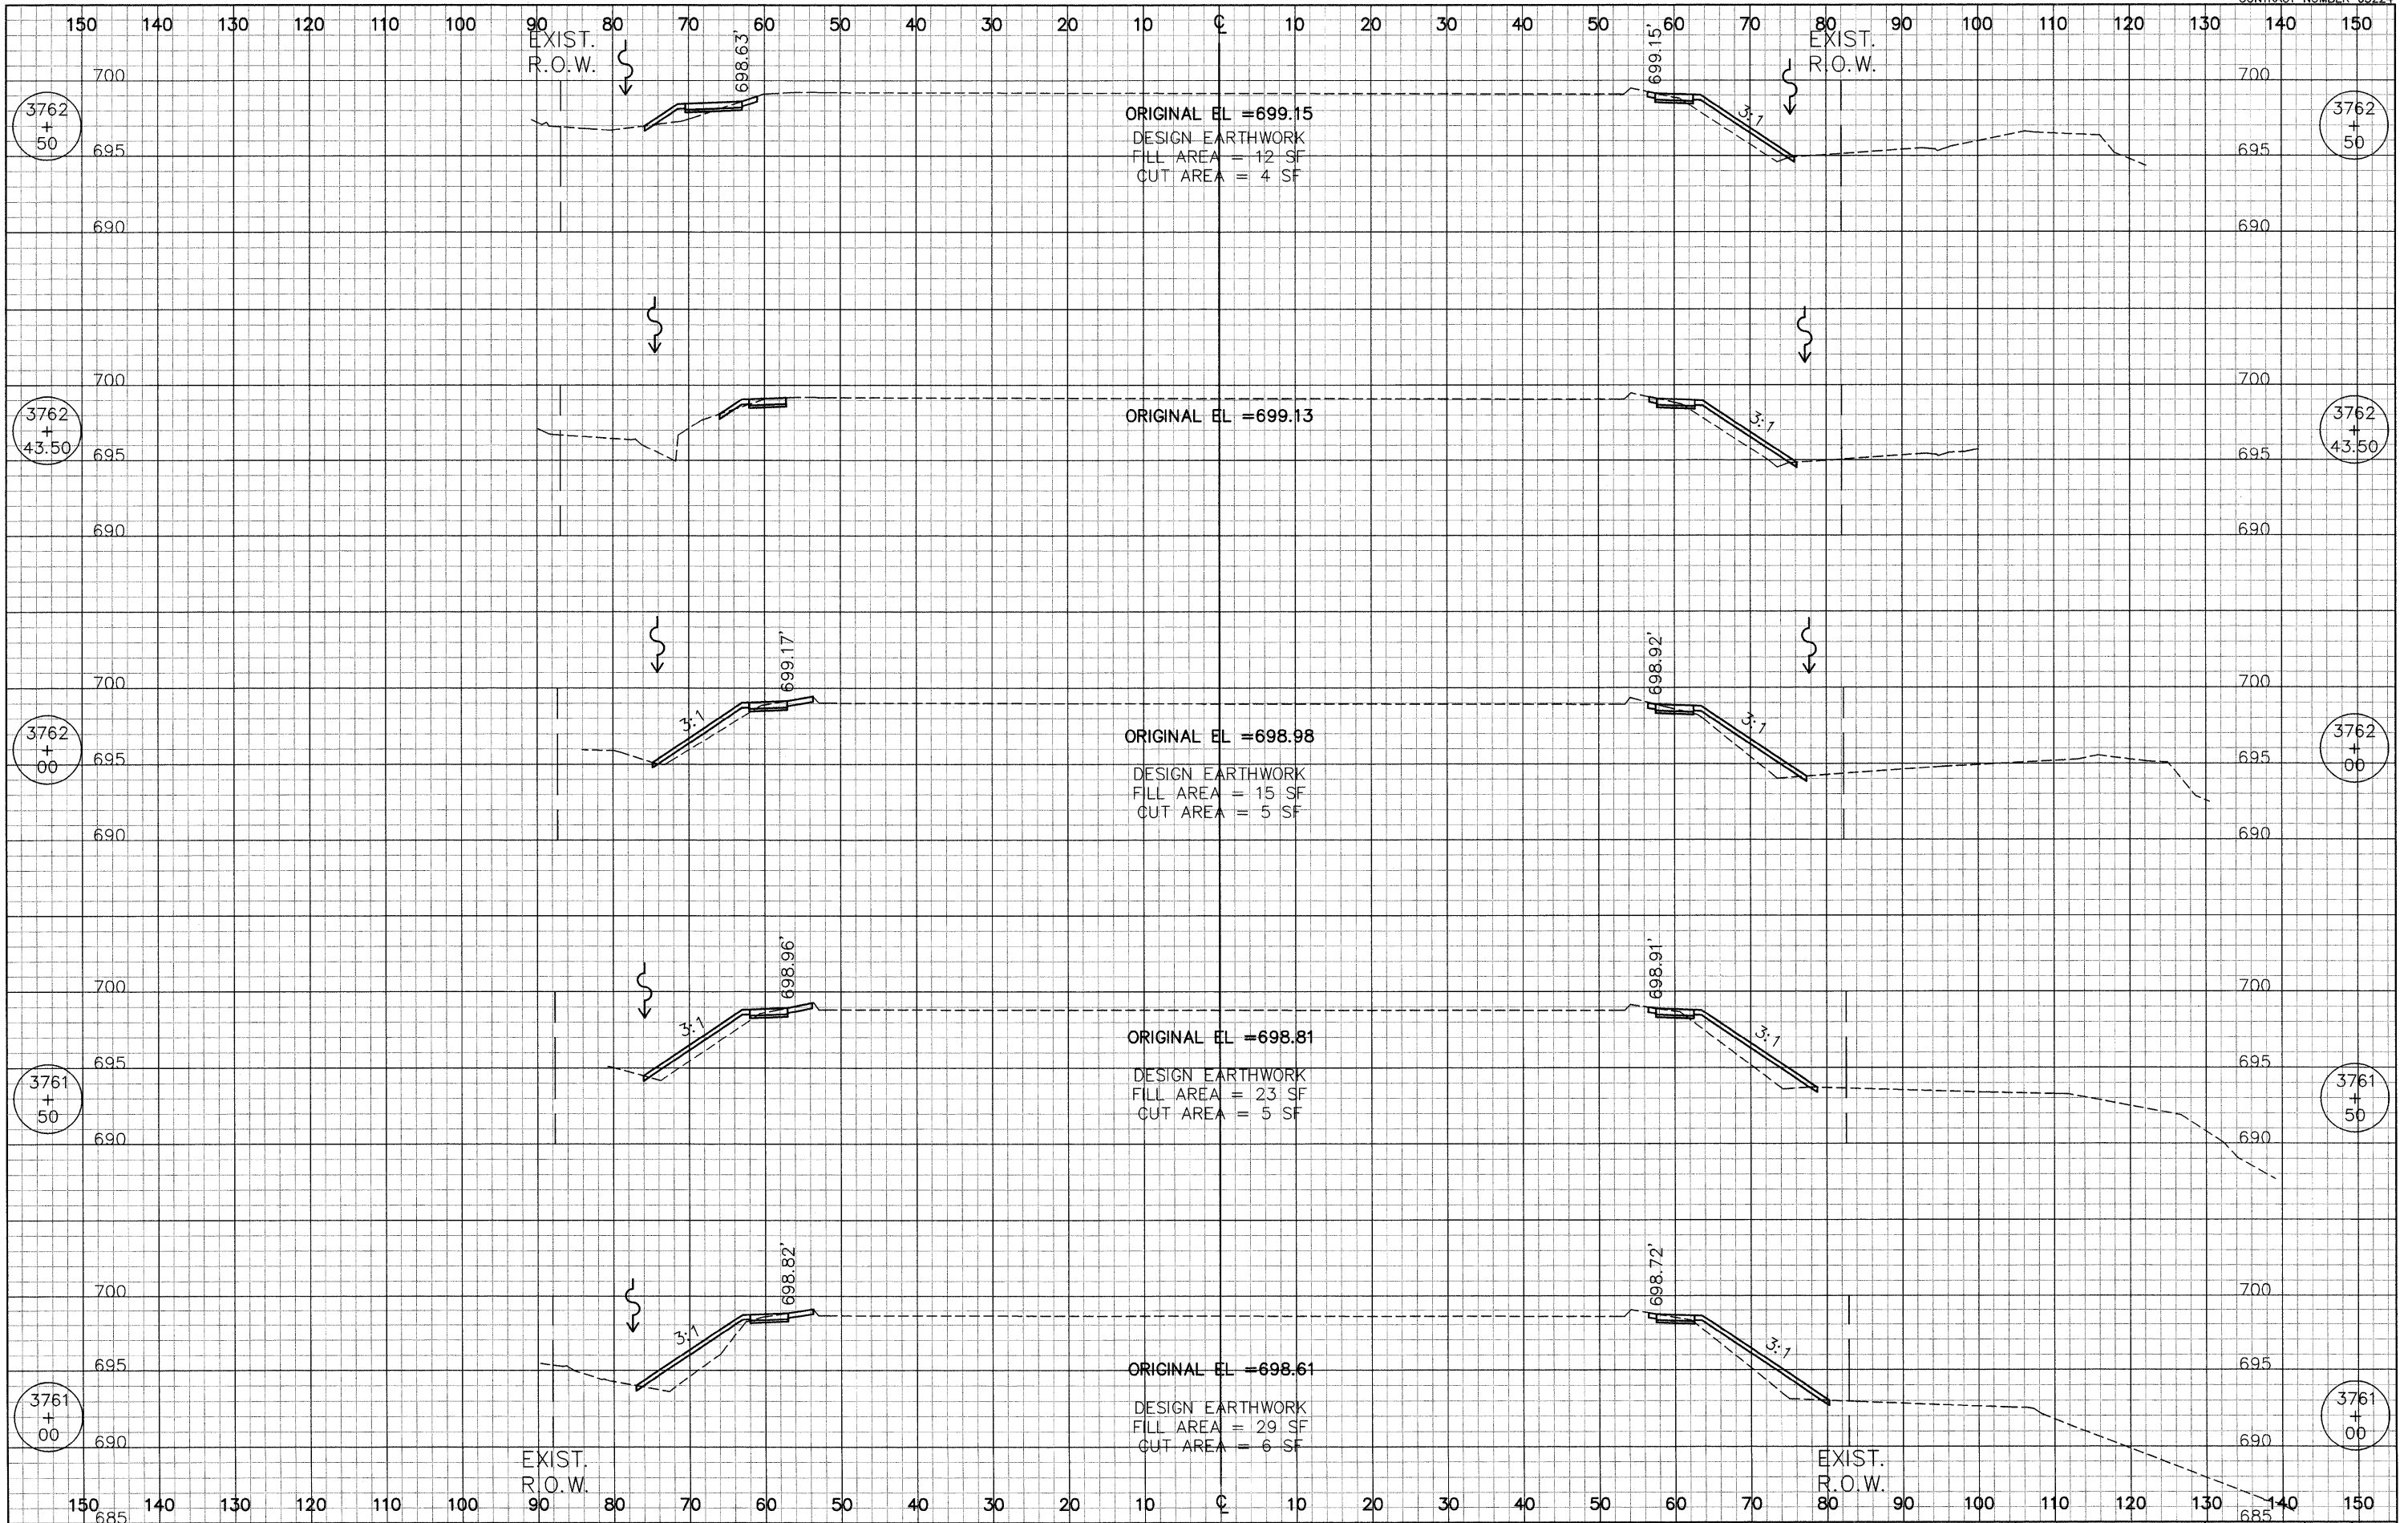 150 140 130 120 110 100 90 80 70 60 50 40 30 20 10 ℄ 10 20 30 40 50 60 70 80 90 100 110 120 130 140 150
EXIST.
R.O.W.
698.63'
699.15'
EXIST.
R.O.W.
700
700
3762
+
50
ORIGINAL EL =699.15
DESIGN EARTHWORK
FILL AREA = 12 SF
CUT AREA = 4 SF
3:1
3762
+
50
695
695
690
690
700
700
3762
+
43.50
ORIGINAL EL =699.13
3:1
3762
+
43.50
695
695
690
690
699.17'
698.92'
700
700
3762
+
00
3:1
ORIGINAL EL =698.98
DESIGN EARTHWORK
FILL AREA = 15 SF
CUT AREA = 5 SF
3:1
3762
+
00
695
695
690
690
698.96'
698.91'
700
700
3:1
ORIGINAL EL =698.81
3:1
695
695
3761
+
50
DESIGN EARTHWORK
FILL AREA = 23 SF
CUT AREA = 5 SF
3761
+
50
690
690
698.82'
698.72'
700
700
3:1
ORIGINAL EL =698.61
3:1
695
695
3761
+
00
DESIGN EARTHWORK
FILL AREA = 29 SF
CUT AREA = 6 SF
3761
+
00
690
690
EXIST.
R.O.W.
EXIST.
R.O.W.
150 140 130 120 110 100 90 80 70 60 50 40 30 20 10 ℄ 10 20 30 40 50 60 70 80 90 100 110 120 130 140 150
685
685